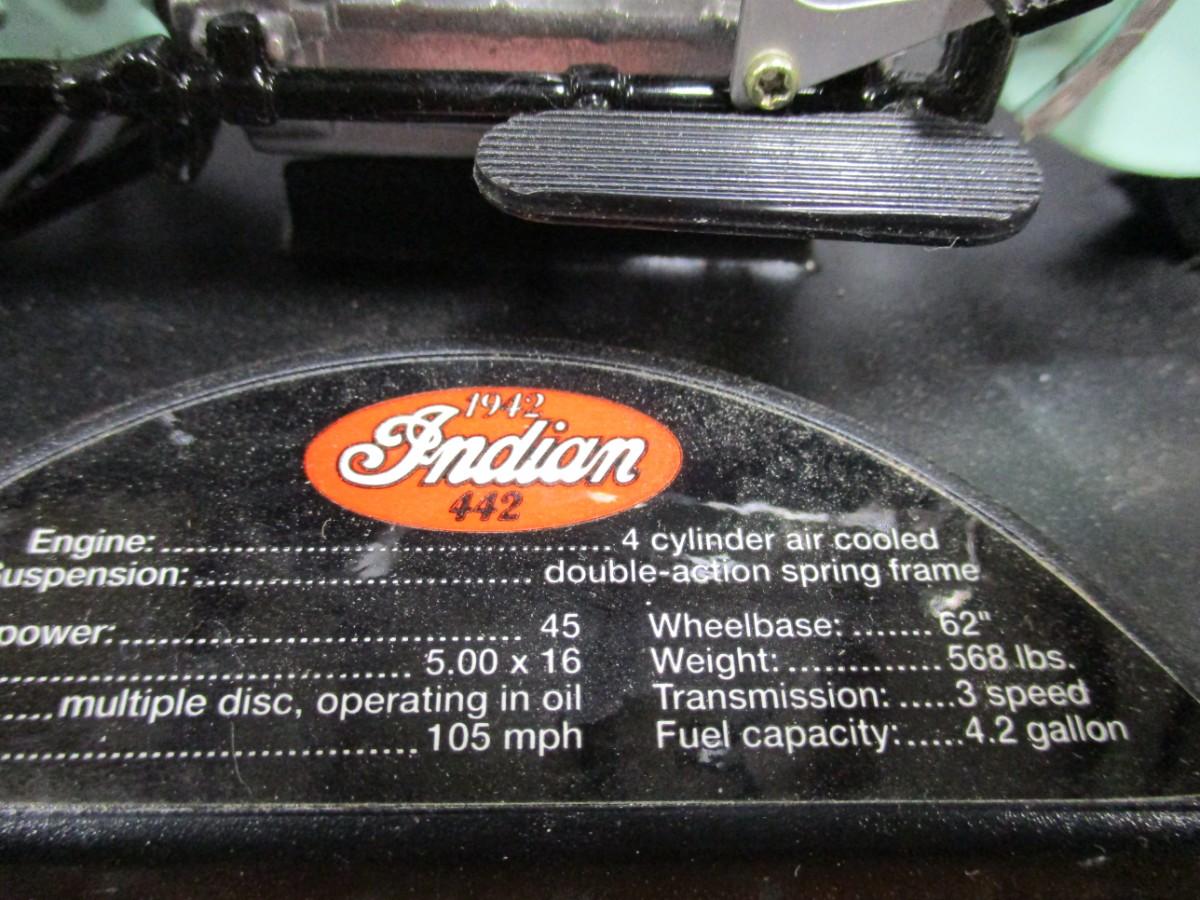 1942
Indian
442
Engine:.......................................... 4 cylinder air cooled
Suspension:............................... double-action spring frame
power:..................................... 45
......................................... 5.00 x 16
.....multiple disc, operating in oil
......................................... 105 mph
Wheelbase: .......62"
Weight: .............568 lbs.
Transmission: .....3 speed
Fuel capacity:.....4.2 gallon